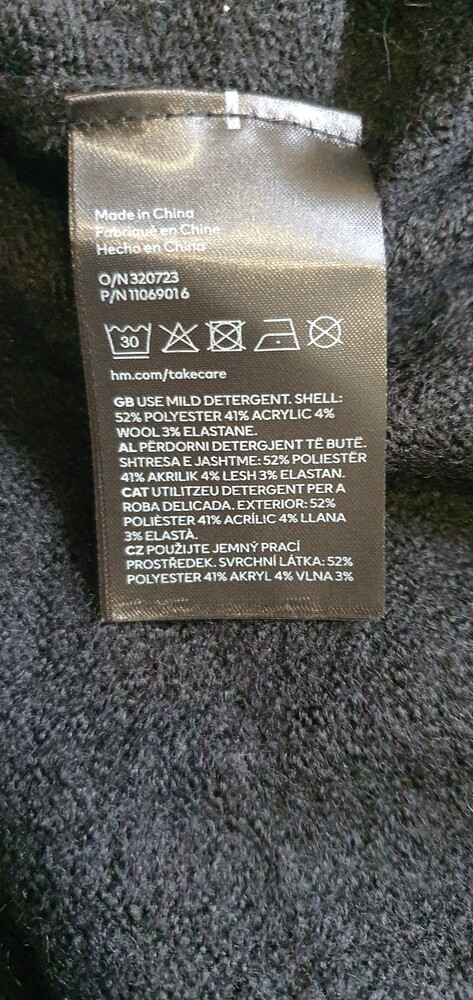 Made in China
Fabriqué en Chine
Hecho en China
O/N 320723
P/N 11069016
30
hm.com/takecare
GB USE MILD DETERGENT. SHELL:
52% POLYESTER 41% ACRYLIC 4%
WOOL 3% ELASTANE.
AL PËRDORNI DETERGJENT TË BUTË.
SHTRESA E JASHTME: 52% POLIESTËR
41% AKRILIK 4% LESH 3% ELASTAN.
CAT UTILITZEU DETERGENT PER A
ROBA DELICADA. EXTERIOR: 52%
POLIÈSTER 41% ACRÍLIC 4% LLANA
3% ELASTÀ.
CZ POUŽIJTE JEMNÝ PRACÍ
PROSTŘEDEK. SVRCHNÍ LÁTKA: 52%
POLYESTER 41% AKRYL 4% VLNA 3%